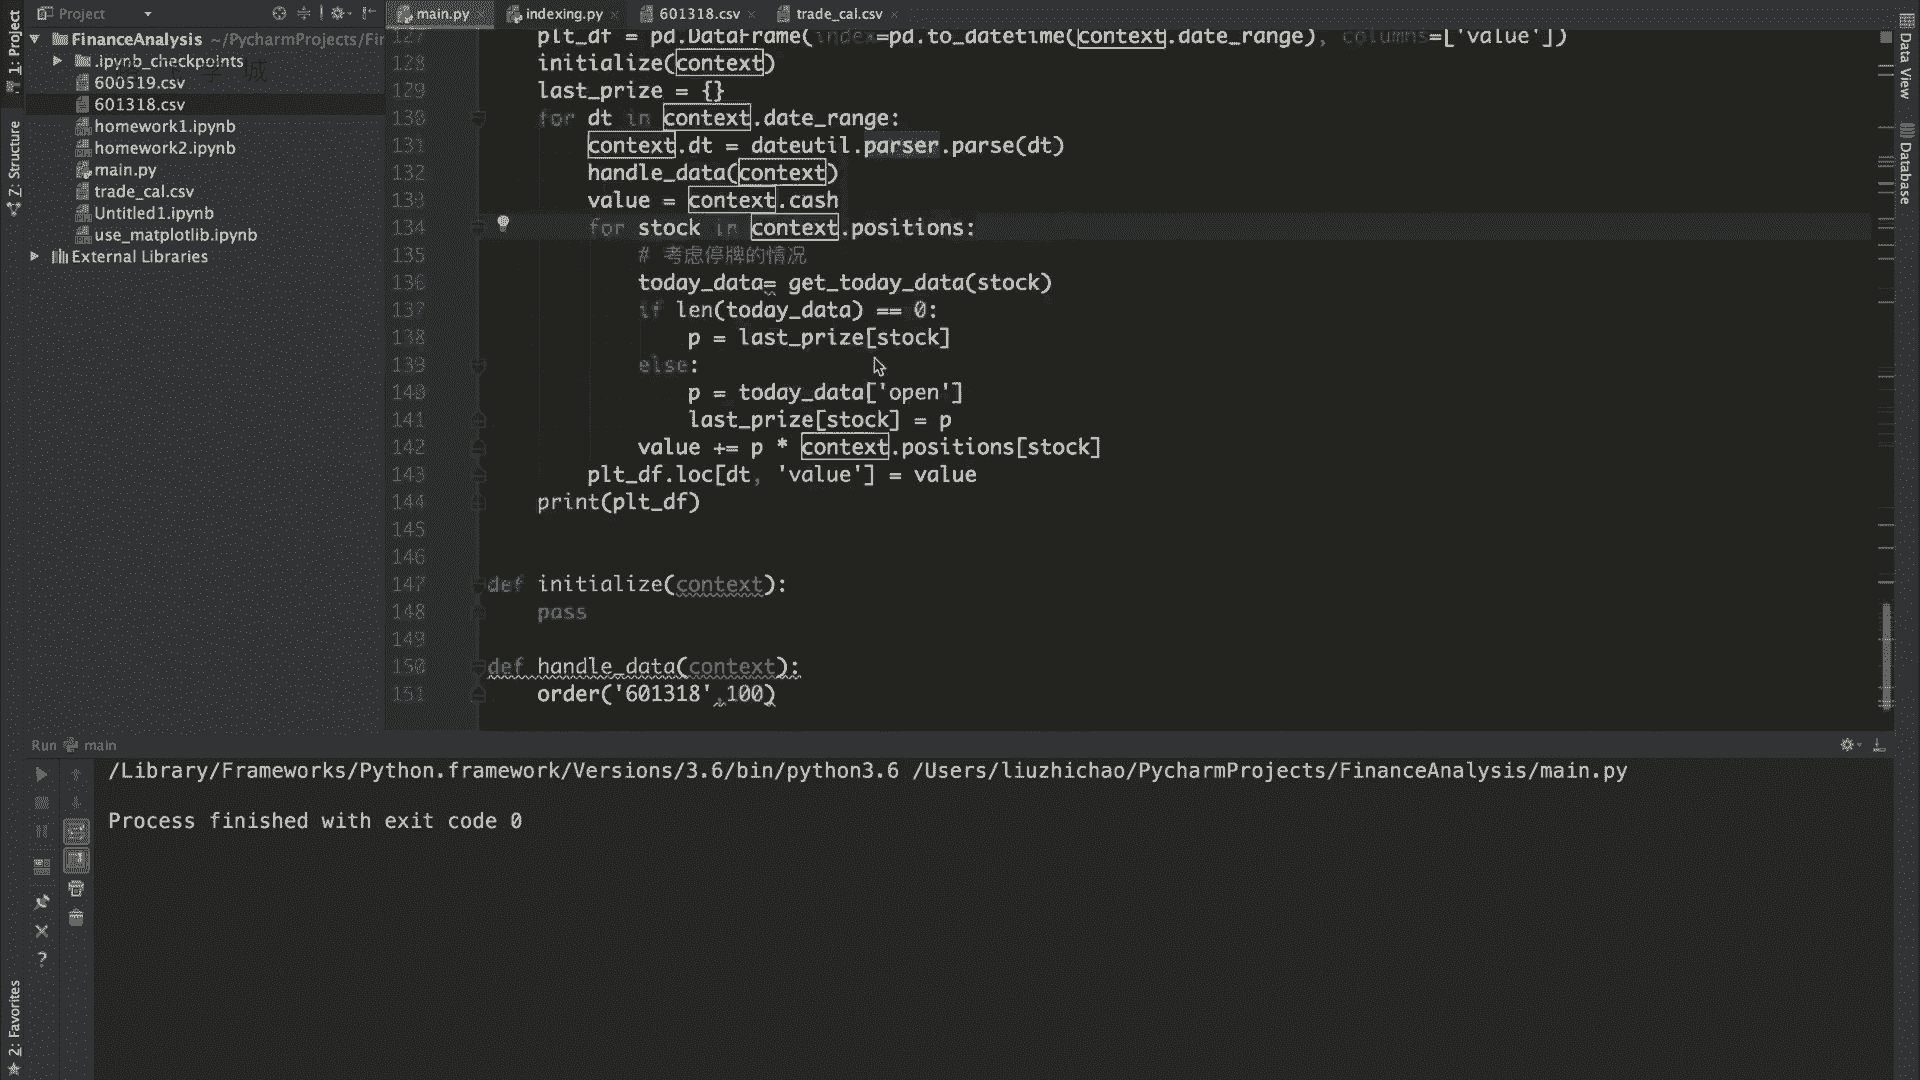 Project
main.py
indexing.py
601318.csv
trade_cal.csv
1: Project
FinanceAnalysis ~/PycharmProjects/Fir
.ipynb_checkpoints
600519.csv
601318.csv
homework1.ipynb
homework2.ipynb
main.py
trade_cal.csv
Untitled1.ipynb
use_matplotlib.ipynb
External Libraries
Z: Structure
2: Favorites
Data View
Database
127 plt_df = pd.DataFrame(index=pd.to_datetime(context.date_range), columns=['value'])
128 initialize(context)
129 last_prize = {}
130 for dt in context.date_range:
131 context.dt = dateutil.parser.parse(dt)
132 handle_data(context)
133 value = context.cash
134 for stock in context.positions:
135 # 考虑停牌的情况
136 today_data= get_today_data(stock)
137 if len(today_data) == 0:
138 p = last_prize[stock]
139 else:
140 p = today_data['open']
141 last_prize[stock] = p
142 value += p * context.positions[stock]
143 plt_df.loc[dt, 'value'] = value
144 print(plt_df)
145
146
147 def initialize(context):
148 pass
149
150 def handle_data(context):
151 order('601318',100)
Run main
/Library/Frameworks/Python.framework/Versions/3.6/bin/python3.6 /Users/liuzhichao/PycharmProjects/FinanceAnalysis/main.py
Process finished with exit code 0